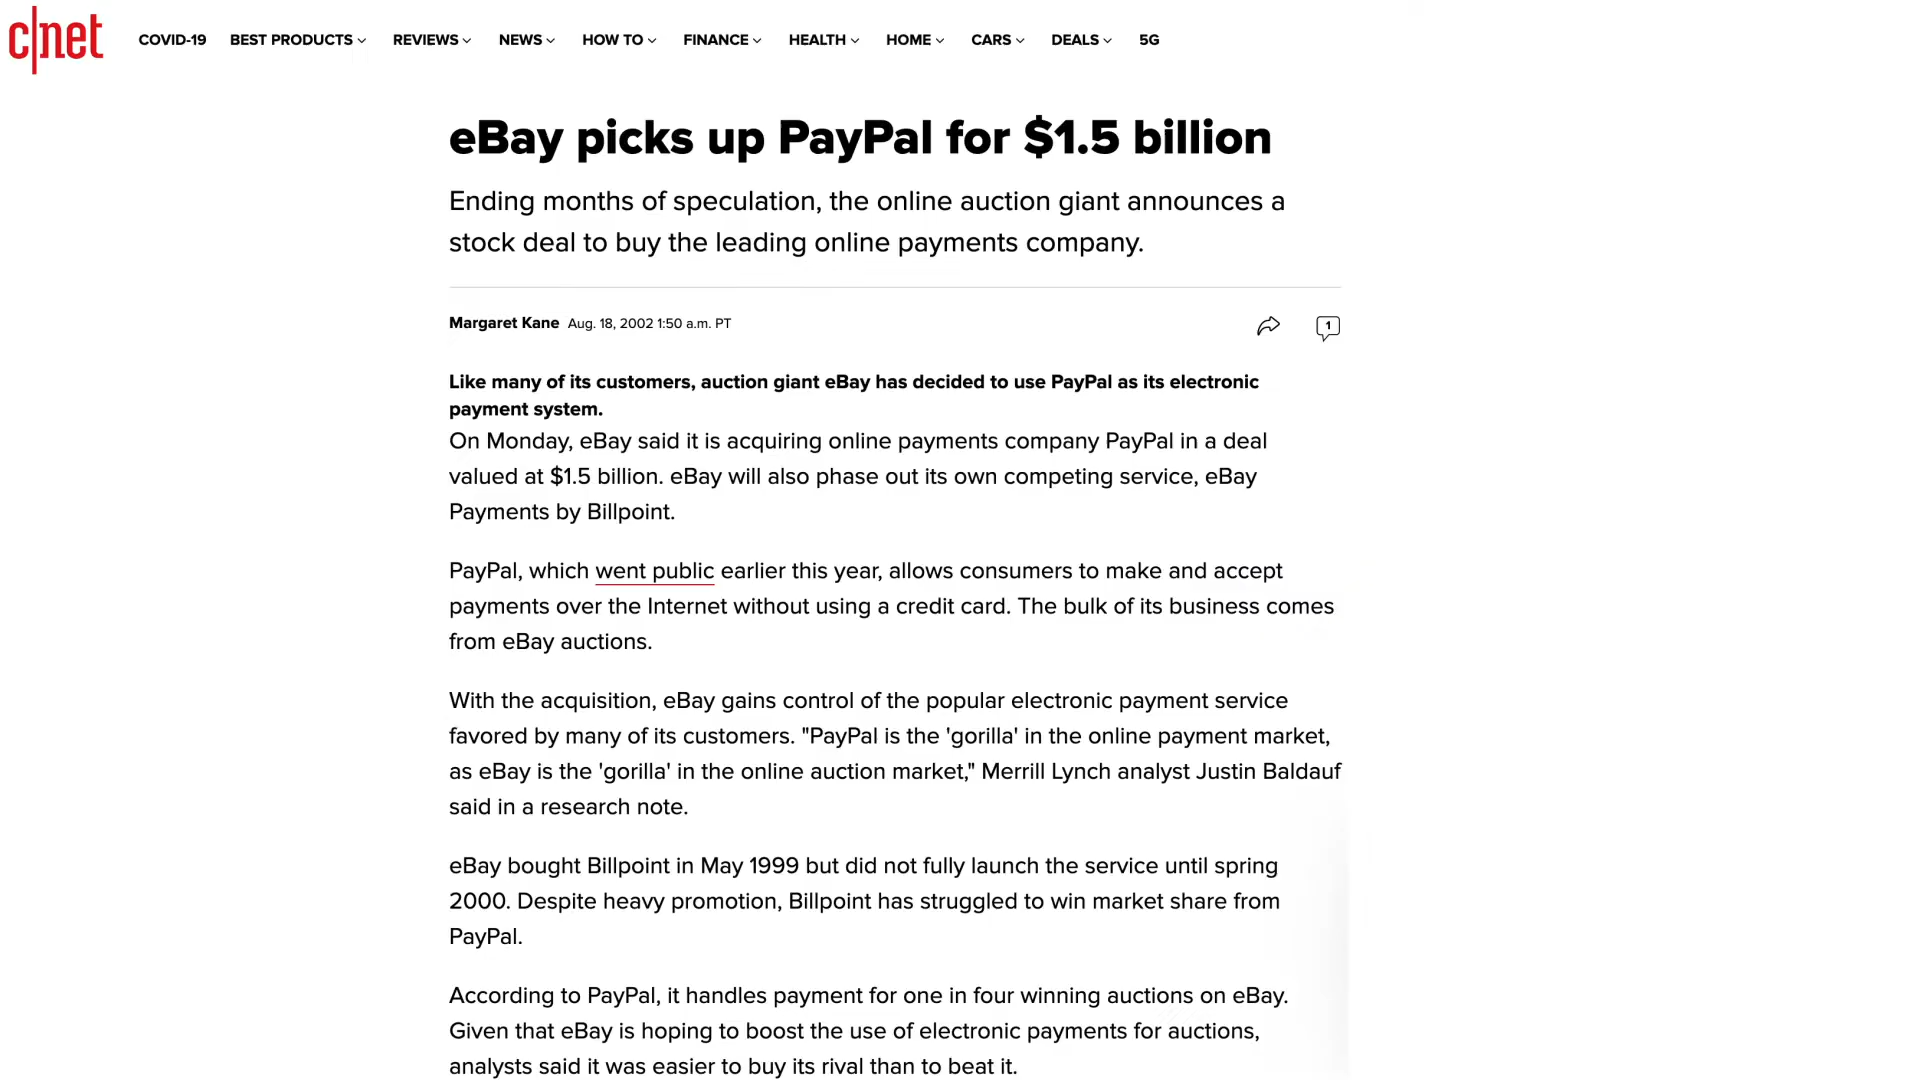 c|net
COVID-19 BEST PRODUCTS REVIEWS NEWS HOW TO FINANCE HEALTH HOME CARS DEALS 5G
eBay picks up PayPal for $1.5 billion
Ending months of speculation, the online auction giant announces a
stock deal to buy the leading online payments company.
Margaret Kane Aug. 18, 2002 1:50 a.m. PT
1
Like many of its customers, auction giant eBay has decided to use PayPal as its electronic
payment system.
On Monday, eBay said it is acquiring online payments company PayPal in a deal
valued at $1.5 billion. eBay will also phase out its own competing service, eBay
Payments by Billpoint.
PayPal, which went public earlier this year, allows consumers to make and accept
payments over the Internet without using a credit card. The bulk of its business comes
from eBay auctions.
With the acquisition, eBay gains control of the popular electronic payment service
favored by many of its customers. "PayPal is the 'gorilla' in the online payment market,
as eBay is the 'gorilla' in the online auction market," Merrill Lynch analyst Justin Baldauf
said in a research note.
eBay bought Billpoint in May 1999 but did not fully launch the service until spring
2000. Despite heavy promotion, Billpoint has struggled to win market share from
PayPal.
According to PayPal, it handles payment for one in four winning auctions on eBay.
Given that eBay is hoping to boost the use of electronic payments for auctions,
analysts said it was easier to buy its rival than to beat it.